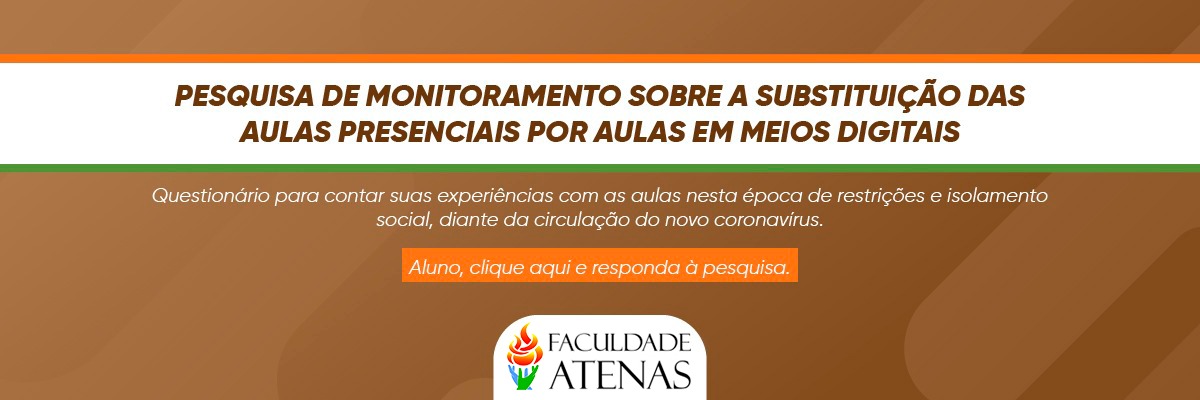 PESQUISA DE MONITORAMENTO SOBRE A SUBSTITUIÇÃO DAS
AULAS PRESENCIAIS POR AULAS EM MEIOS DIGITAIS
Questionário para contar suas experiências com as aulas nesta época de restrições e isolamento
social, diante da circulação do novo coronavírus.
Aluno, clique aqui e responda à pesquisa.
FACULDADE
ATENAS